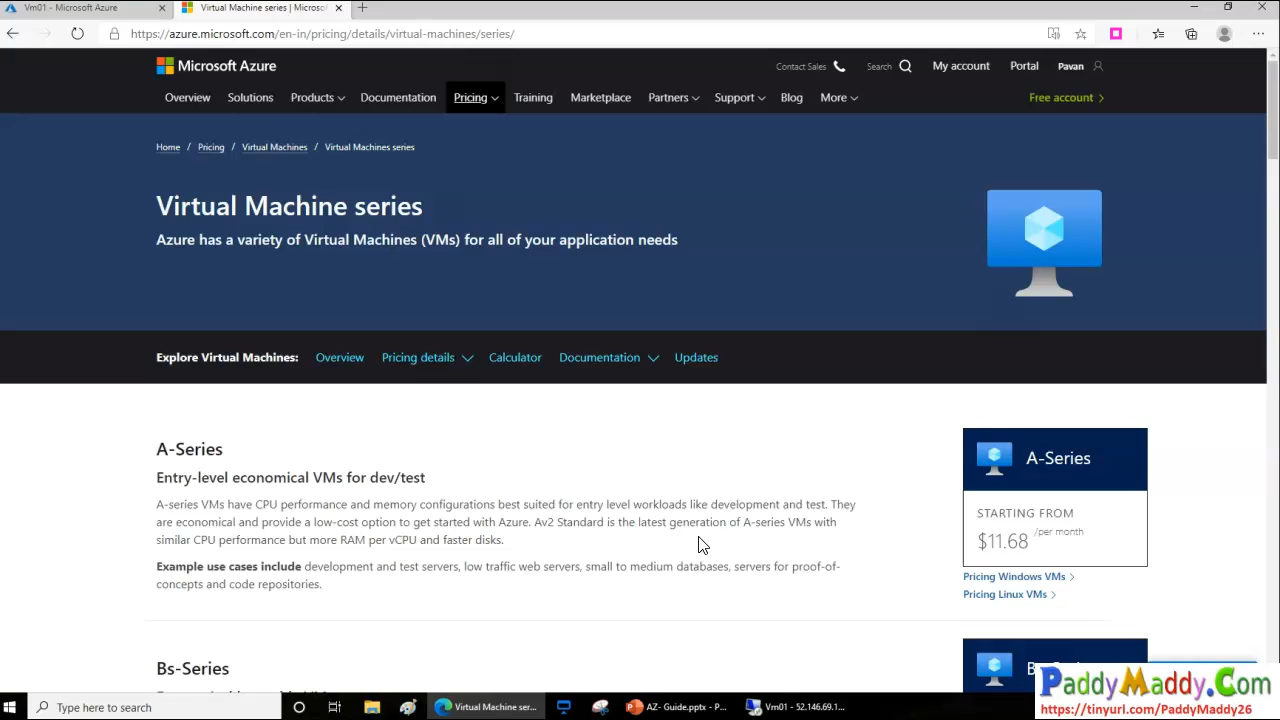 Vm01 - Microsoft Azure
Virtual Machine series | Microsof
https://azure.microsoft.com/en-in/pricing/details/virtual-machines/series/
Microsoft Azure
Contact Sales
Search
My account
Portal
Pavan
Overview
Solutions
Products
Documentation
Pricing
Training
Marketplace
Partners
Support
Blog
More
Free account
Home / Pricing / Virtual Machines / Virtual Machines series
Virtual Machine series
Azure has a variety of Virtual Machines (VMs) for all of your application needs
Explore Virtual Machines:
Overview
Pricing details
Calculator
Documentation
Updates
A-Series
Entry-level economical VMs for dev/test
A-series VMs have CPU performance and memory configurations best suited for entry level workloads like development and test. They
are economical and provide a low-cost option to get started with Azure. Av2 Standard is the latest generation of A-series VMs with
similar CPU performance but more RAM per vCPU and faster disks.
Example use cases include development and test servers, low traffic web servers, small to medium databases, servers for proof-of-
concepts and code repositories.
A-Series
STARTING FROM
$11.68 /per month
Pricing Windows VMs
Pricing Linux VMs
Bs-Series
PaddyMaddy.Com
https://tinyurl.com/PaddyMaddy26
Type here to search
Virtual Machine ser...
AZ- Guide.pptx - P...
Vm01 - 52.146.69.1...